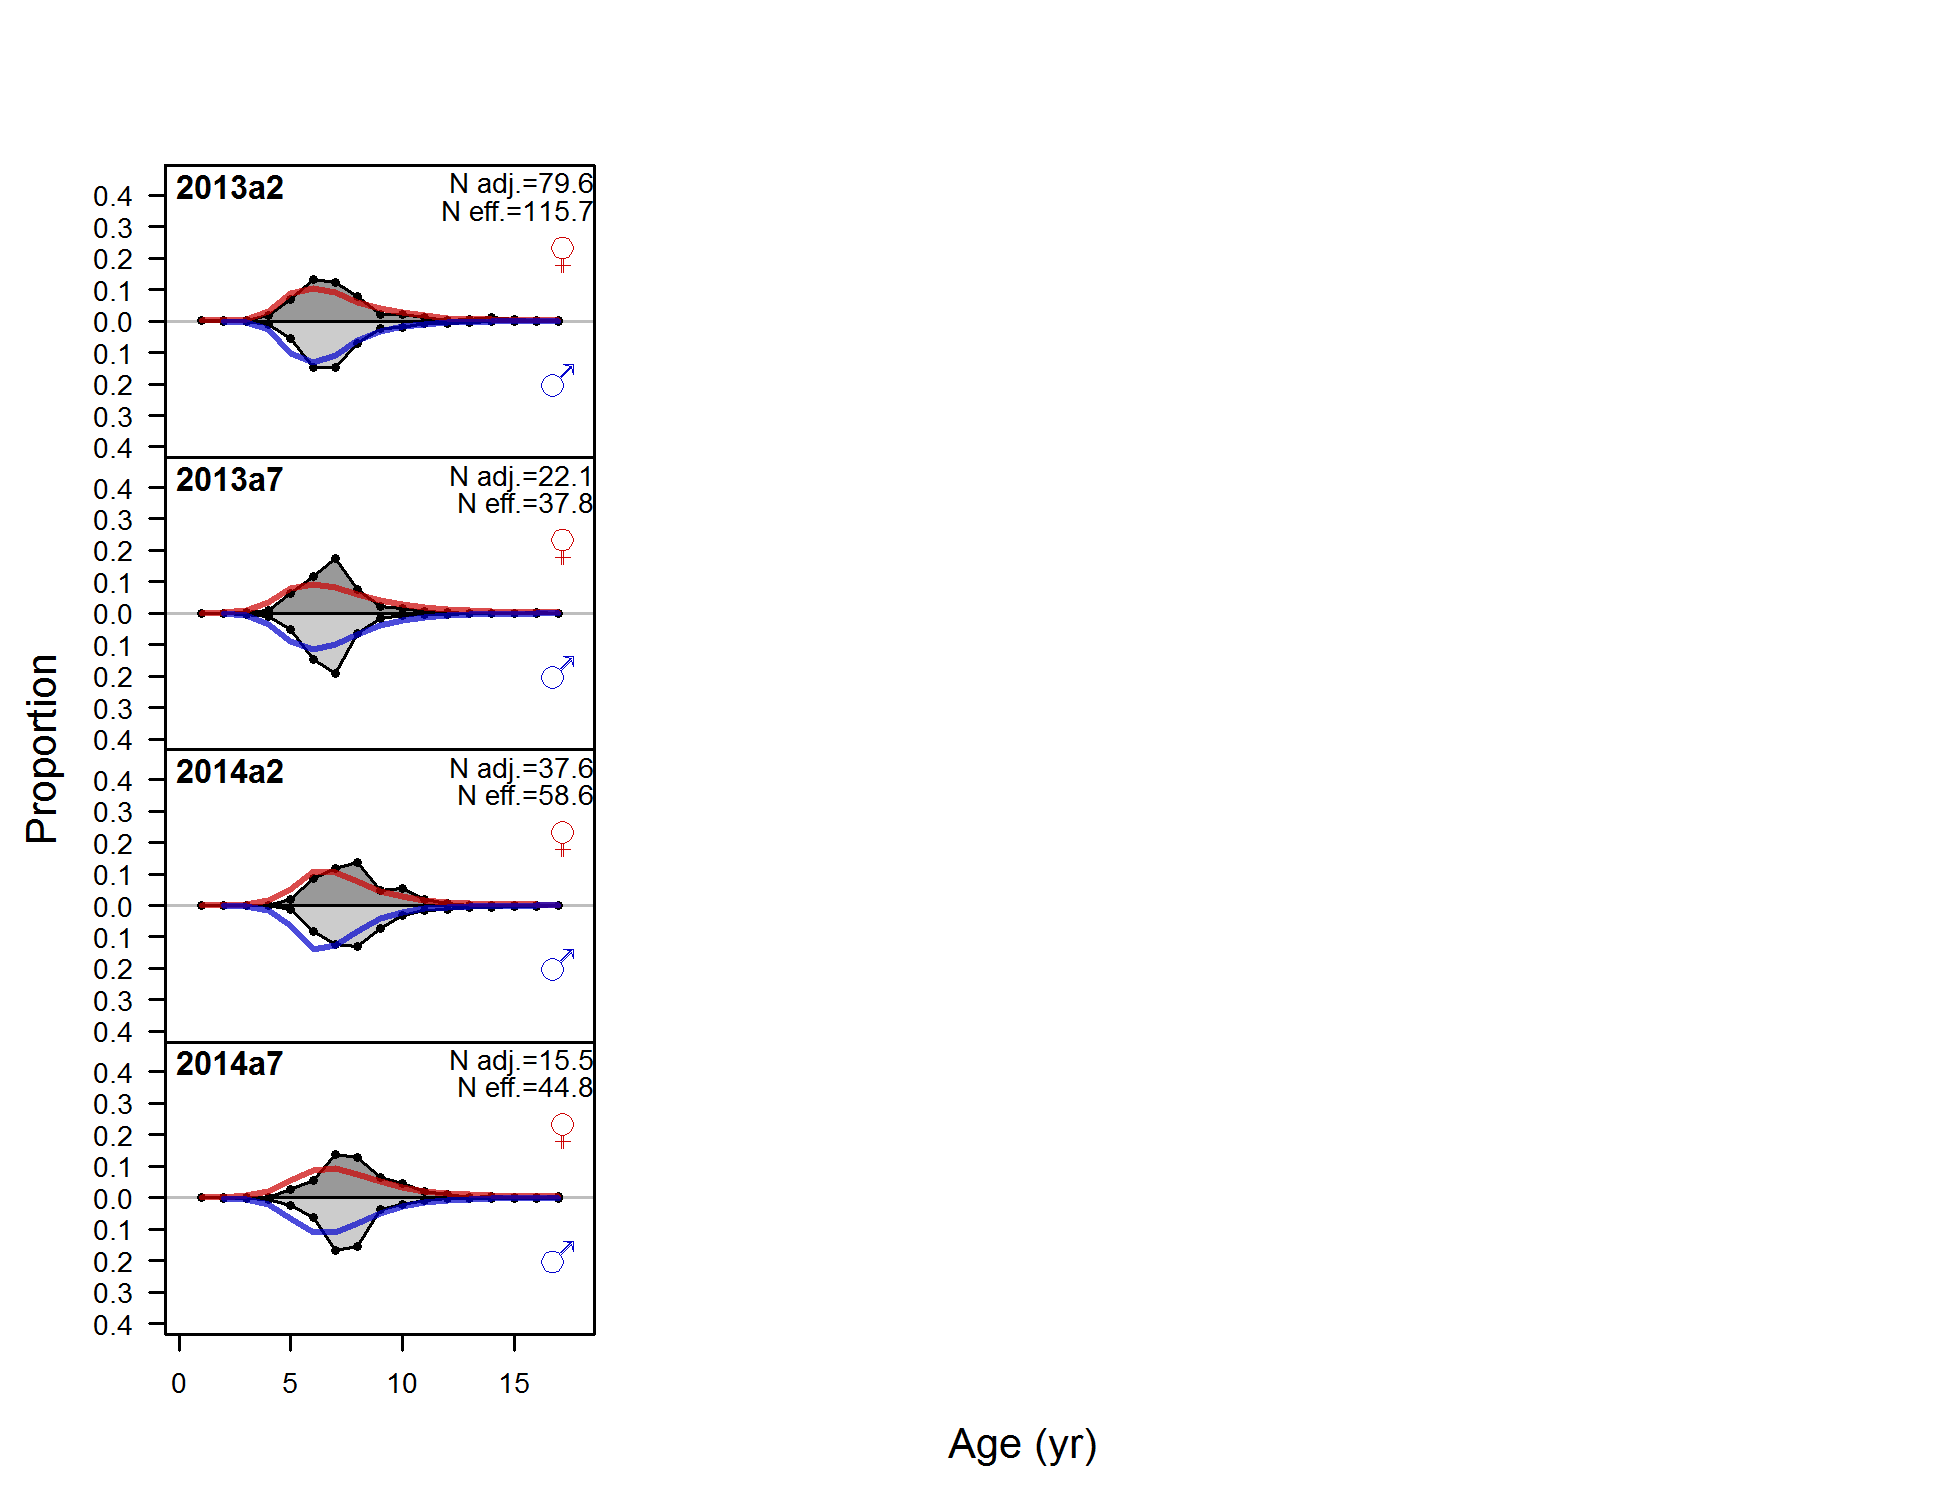 2013a2
N adj.=79.6
N eff.=115.7
♀
♂
0.4
0.3
0.2
0.1
0.0
0.1
0.2
0.3
0.4
2013a7
N adj.=22.1
N eff.=37.8
♀
♂
0.4
0.3
0.2
0.1
0.0
0.1
0.2
0.3
0.4
2014a2
N adj.=37.6
N eff.=58.6
♀
♂
0.4
0.3
0.2
0.1
0.0
0.1
0.2
0.3
0.4
2014a7
N adj.=15.5
N eff.=44.8
♀
♂
0.4
0.3
0.2
0.1
0.0
0.1
0.2
0.3
0.4
0 5 10 15
Proportion
Age (yr)